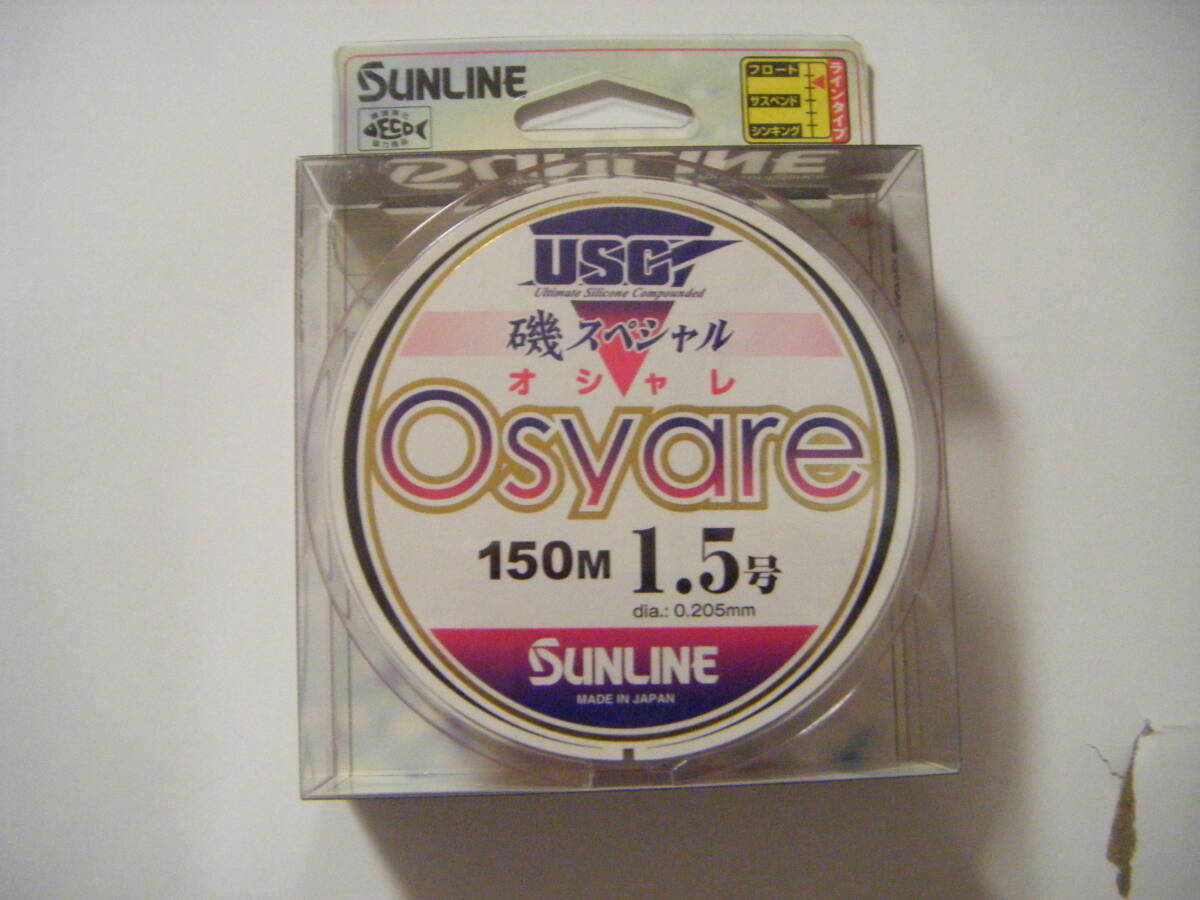 SUNLINE
ECO
フロート
サスペンド
シンキング
ラインタイプ
SUNLINE
USC
Ultimate Silicone Compounded
磯スペシャル
オシャレ
Osyare
150M 1.5号
dia.: 0.205mm
SUNLINE
MADE IN JAPAN